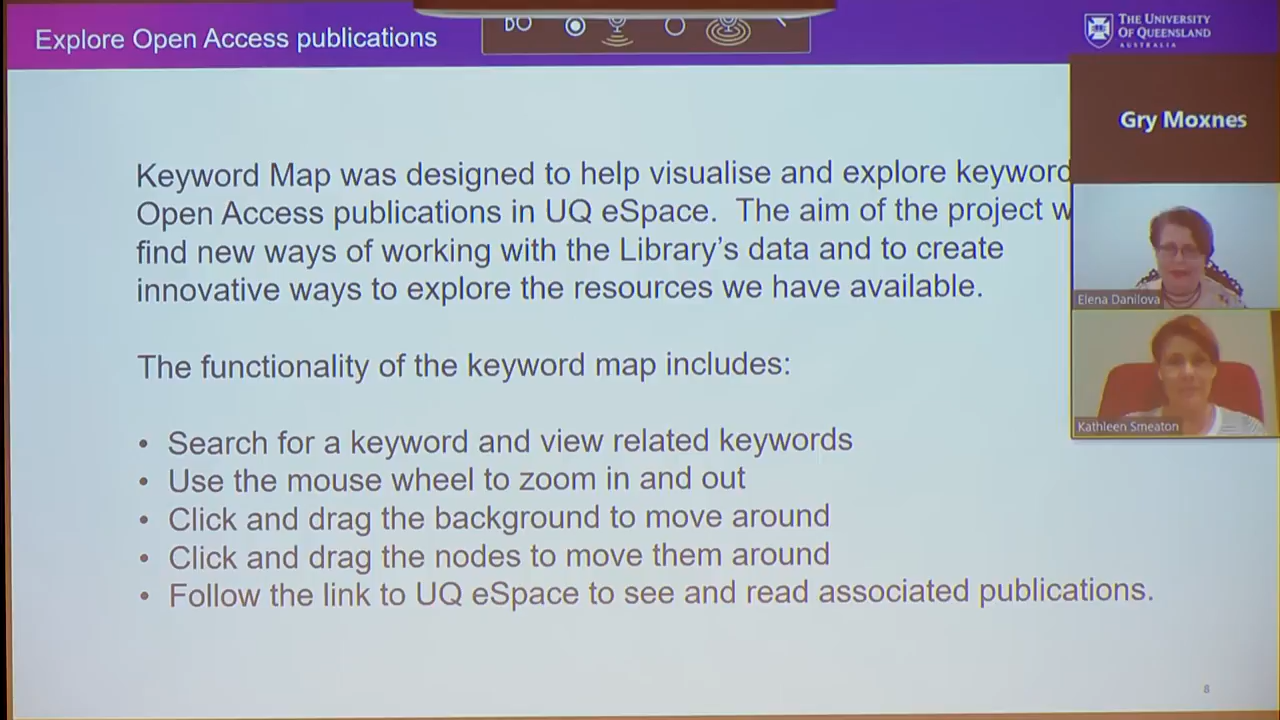 Explore Open Access publications
DO
THE UNIVERSITY
OF QUEENSLAND
AUSTRALIA
Gry Moxnes
Keyword Map was designed to help visualise and explore keyword
Open Access publications in UQ eSpace. The aim of the project w
find new ways of working with the Library's data and to create
innovative ways to explore the resources we have available.
Elena Danilova
The functionality of the keyword map includes:
Kathleen Smeaton
• Search for a keyword and view related keywords
• Use the mouse wheel to zoom in and out
• Click and drag the background to move around
• Click and drag the nodes to move them around
• Follow the link to UQ eSpace to see and read associated publications.
8